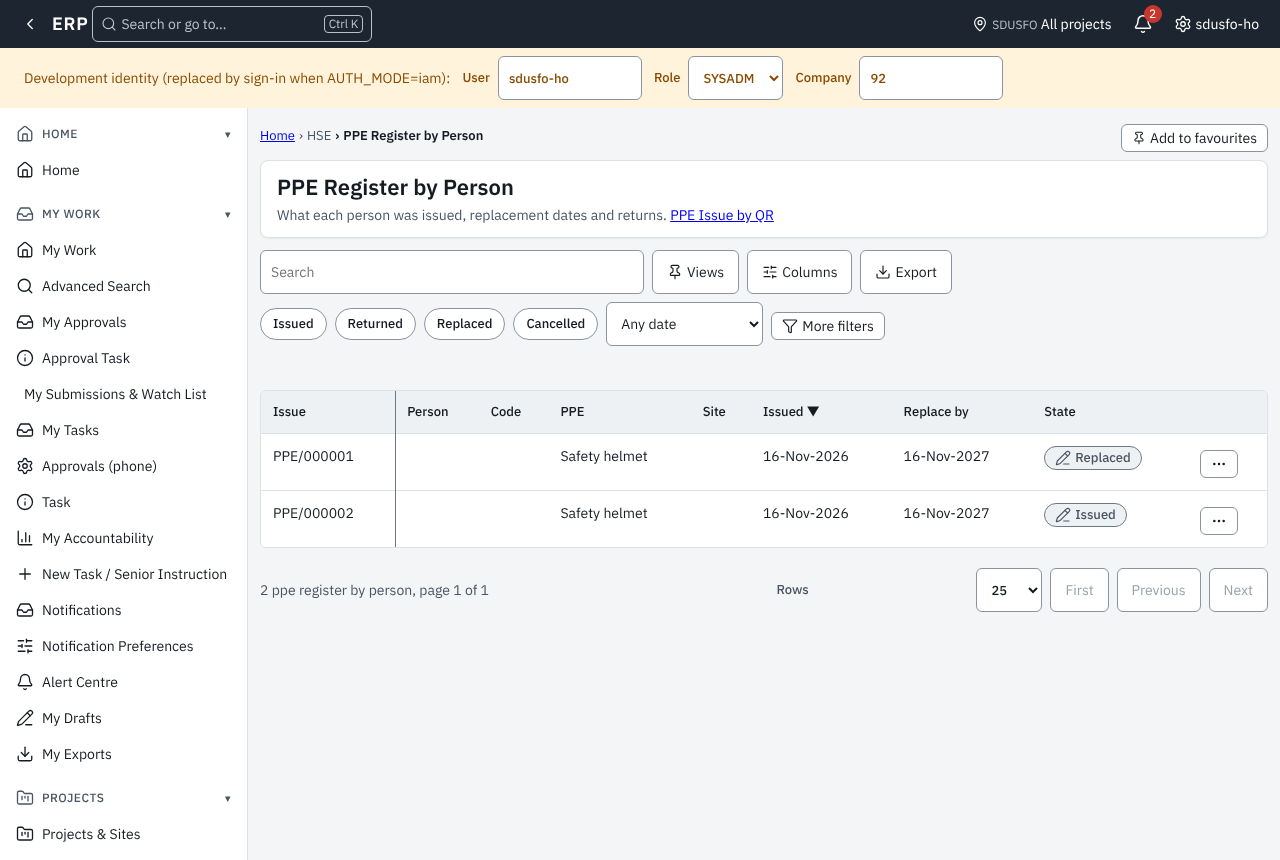 ERP
Search or go to…
Ctrl K
SDUSFO All projects
2
sdusfo-ho
Development identity (replaced by sign-in when AUTH_MODE=iam): User sdusfo-ho Role SYSADM Company 92
HOME
Home
MY WORK
My Work
Advanced Search
My Approvals
Approval Task
My Submissions & Watch List
My Tasks
Approvals (phone)
Task
My Accountability
New Task / Senior Instruction
Notifications
Notification Preferences
Alert Centre
My Drafts
My Exports
PROJECTS
Projects & Sites
Home › HSE › PPE Register by Person
Add to favourites
PPE Register by Person
What each person was issued, replacement dates and returns. PPE Issue by QR
Search
Views
Columns
Export
Issued
Returned
Replaced
Cancelled
Any date
More filters
Issue Person Code PPE Site Issued ▼ Replace by State
PPE/000001 Safety helmet 16-Nov-2026 16-Nov-2027 Replaced ···
PPE/000002 Safety helmet 16-Nov-2026 16-Nov-2027 Issued ···
2 ppe register by person, page 1 of 1
Rows
25
First
Previous
Next